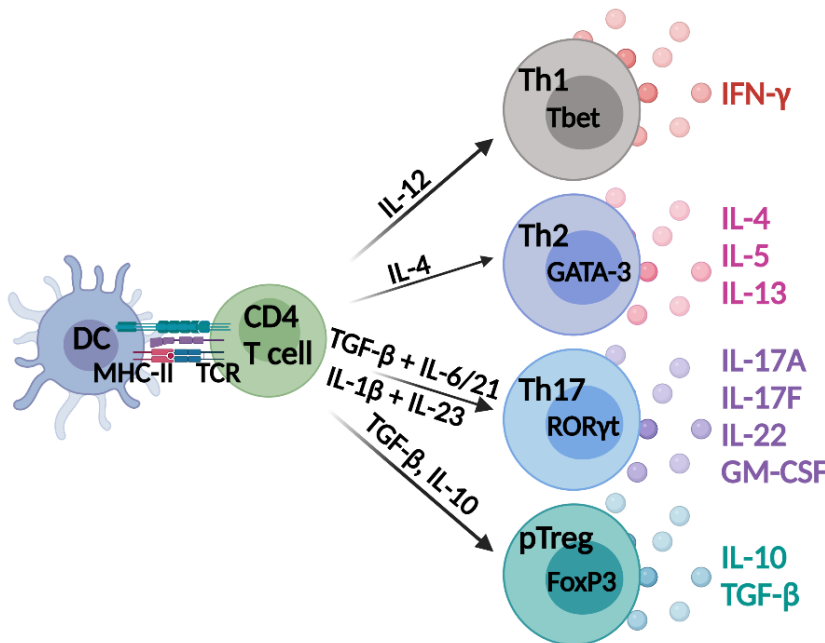 Th1
Tbet
IFN-γ
IL-12
Th2
GATA-3
IL-4
IL-5
IL-13
IL-4
DC
CD4
T cell
MHC-II
TCR
TGF-β + IL-6/21
IL-1β + IL-23
Th17
RORγt
IL-17A
IL-17F
IL-22
GM-CSF
TGF-β, IL-10
pTreg
FoxP3
IL-10
TGF-β